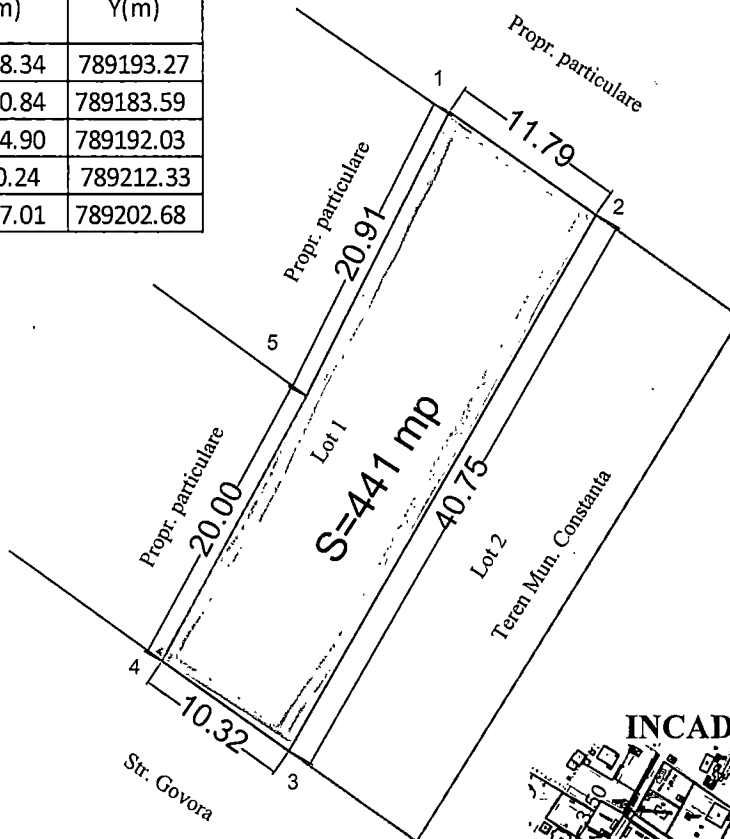 m) Y(m)
8.34 789193.27
0.84 789183.59
4.90 789192.03
0.24 789212.33
7.01 789202.68
Propr. particulare
1
11.79
2
Propr. particulare
20.91
5
Lot 1
S=441 mp
40.75
Propr. particulare
20.00
Lot 2
Teren Mun. Constanta
4
10.32
3
Str. Govora
INCAD